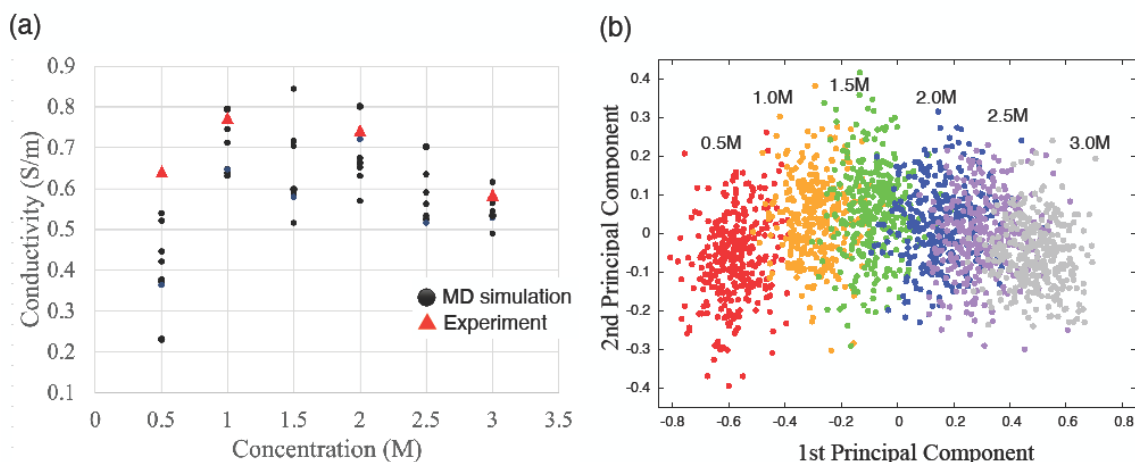 (a)
Conductivity (S/m)
0.9
0.8
0.7
0.6
0.5
0.4
0.3
0.2
0.1
0 0.5 1 1.5 2 2.5 3 3.5
Concentration (M)
MD simulation
Experiment
(b)
2nd Principal Component
0.4
0.3
0.2
0.1
0
-0.1
-0.2
-0.3
-0.4
0.5M
1.0M
1.5M
2.0M
2.5M
3.0M
-0.8 -0.6 -0.4 -0.2 0 0.2 0.4 0.6 0.8
1st Principal Component